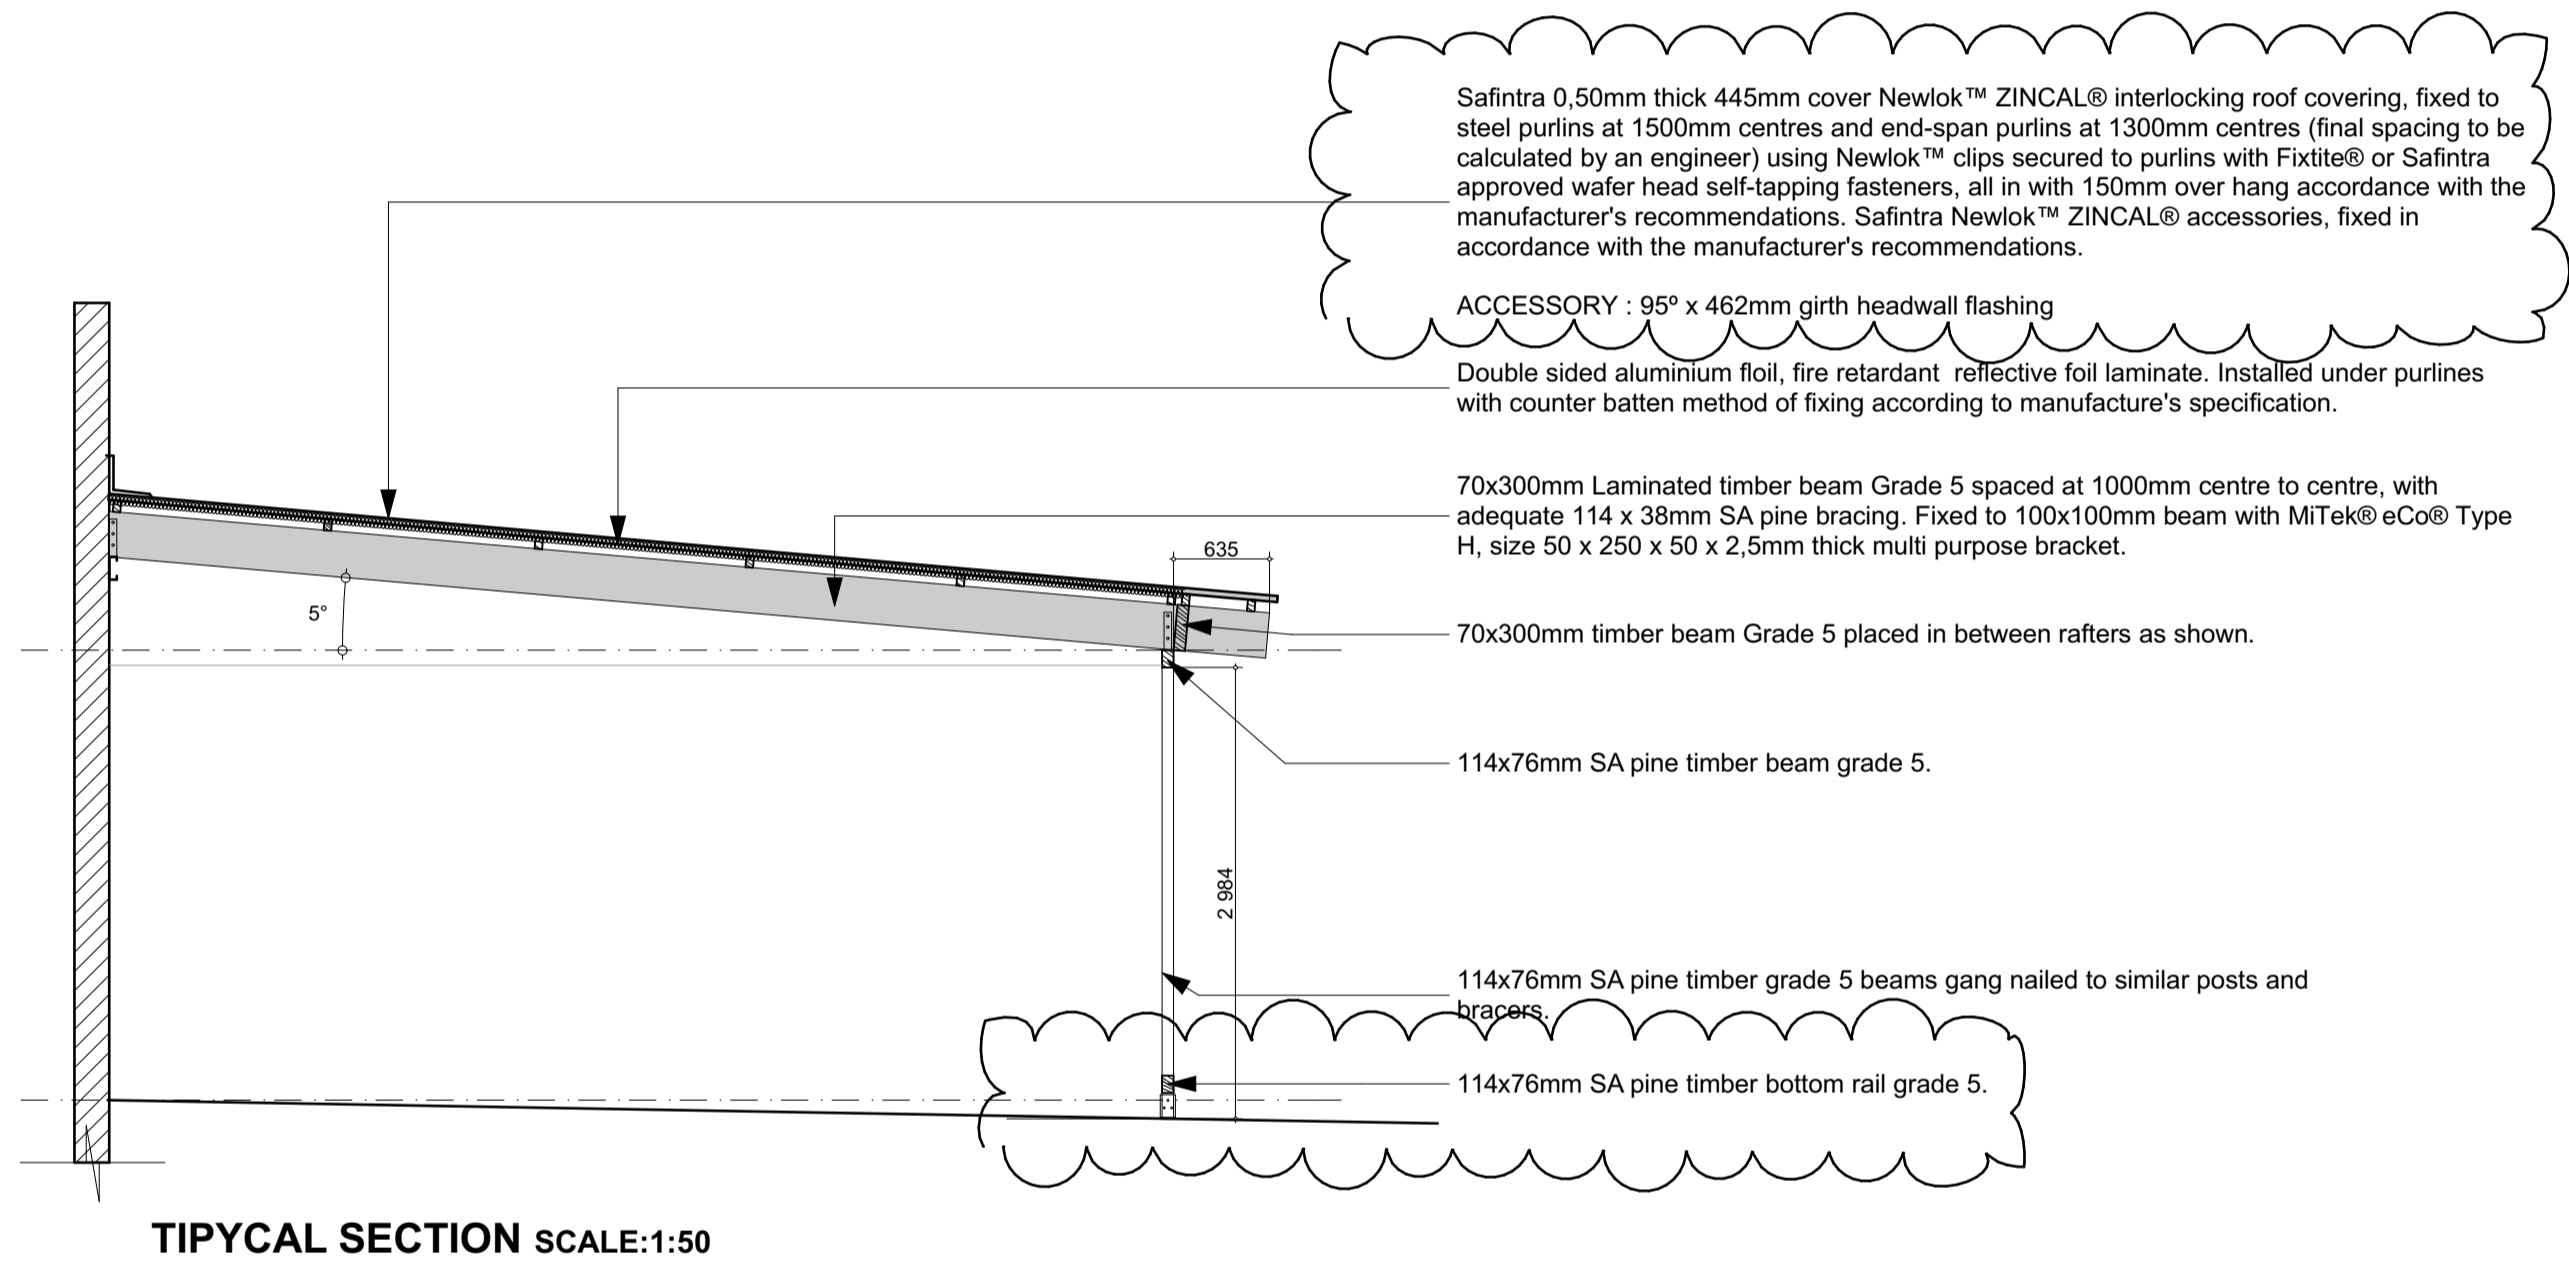 Safintra 0,50mm thick 445mm cover Newlok™ ZINCAL® interlocking roof covering, fixed to
steel purlins at 1500mm centres and end-span purlins at 1300mm centres (final spacing to be
calculated by an engineer) using Newlok™ clips secured to purlins with Fixtite® or Safintra
approved wafer head self-tapping fasteners, all in with 150mm over hang accordance with the
manufacturer's recommendations. Safintra Newlok™ ZINCAL® accessories, fixed in
accordance with the manufacturer's recommendations.
ACCESSORY : 95º x 462mm girth headwall flashing
Double sided aluminium floil, fire retardant  reflective foil laminate. Installed under purlines
with counter batten method of fixing according to manufacture's specification.
70x300mm Laminated timber beam Grade 5 spaced at 1000mm centre to centre, with
adequate 114 x 38mm SA pine bracing. Fixed to 100x100mm beam with MiTek® eCo® Type
H, size 50 x 250 x 50 x 2,5mm thick multi purpose bracket.
635
5°
70x300mm timber beam Grade 5 placed in between rafters as shown.
114x76mm SA pine timber beam grade 5.
2 984
114x76mm SA pine timber grade 5 beams gang nailed to similar posts and
bracers.
114x76mm SA pine timber bottom rail grade 5.
TIPYCAL SECTION SCALE:1:50